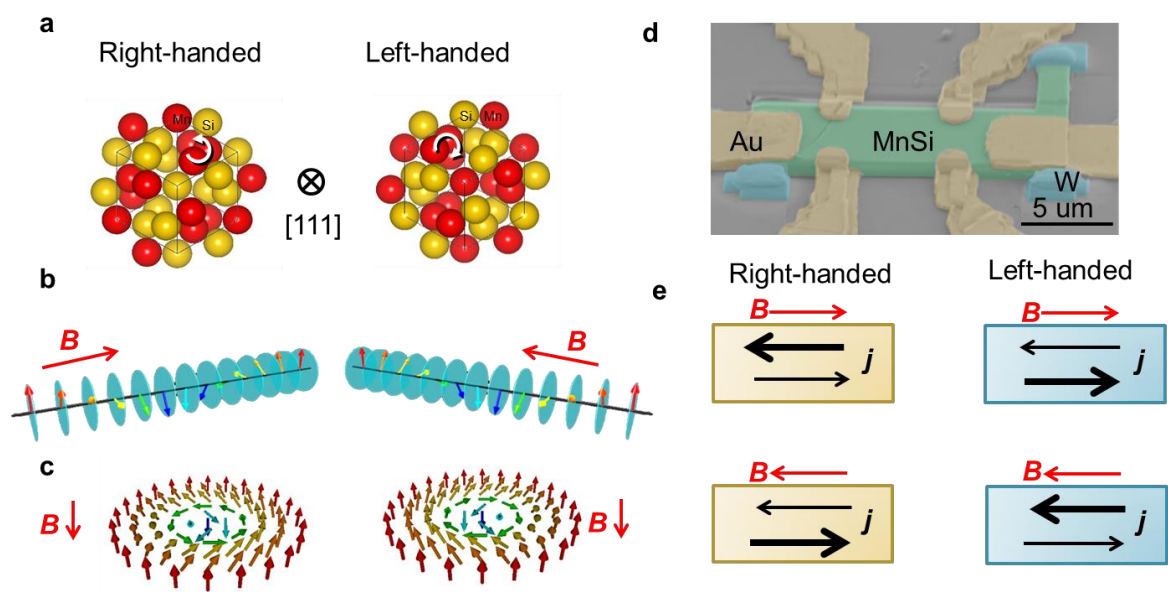 a
Right-handed
Left-handed
Mn
Si
Si
Mn
[111]
b
B
B
c
B
B
d
Au
MnSi
W
5 um
Right-handed
Left-handed
e
B
B
j
j
B
B
j
j